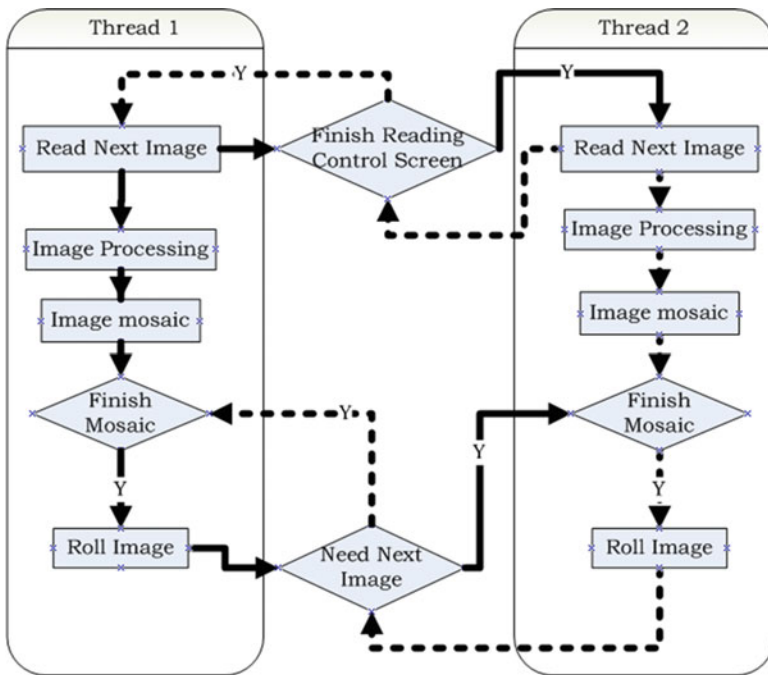 Thread 1
Thread 2
Y
Y
Read Next Image
Finish Reading
Control Screen
Read Next Image
Image Processing
Image Processing
Image mosaic
Image mosaic
Finish
Mosaic
Y
Y
Finish
Mosaic
Y
Y
Roll Image
Need Next
Image
Roll Image